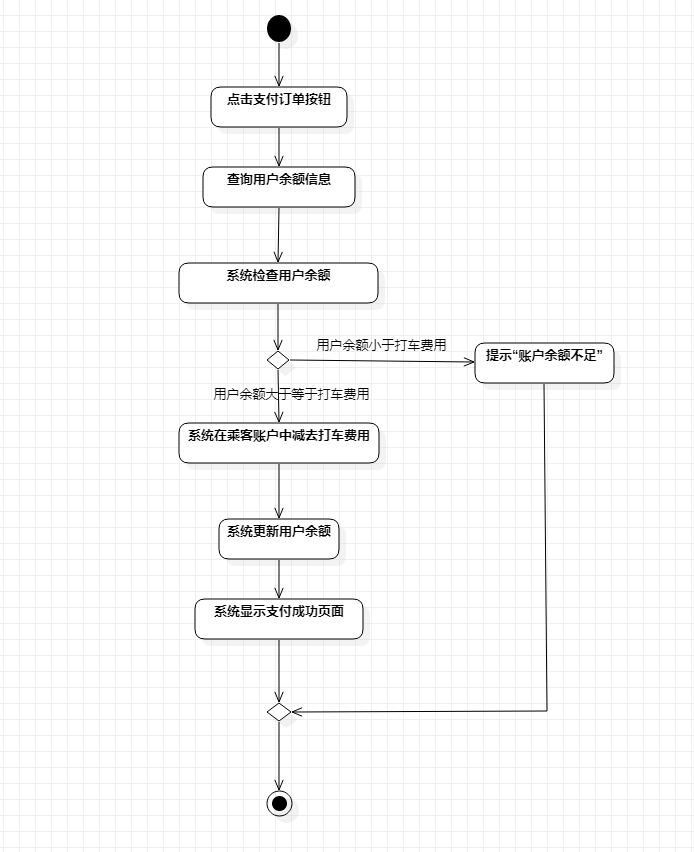 点击支付订单按钮
查询用户余额信息
系统检查用户余额
用户余额小于打车费用
提示“账户余额不足”
用户余额大于等于打车费用
系统在乘客账户中减去打车费用
系统更新用户余额
系统显示支付成功页面